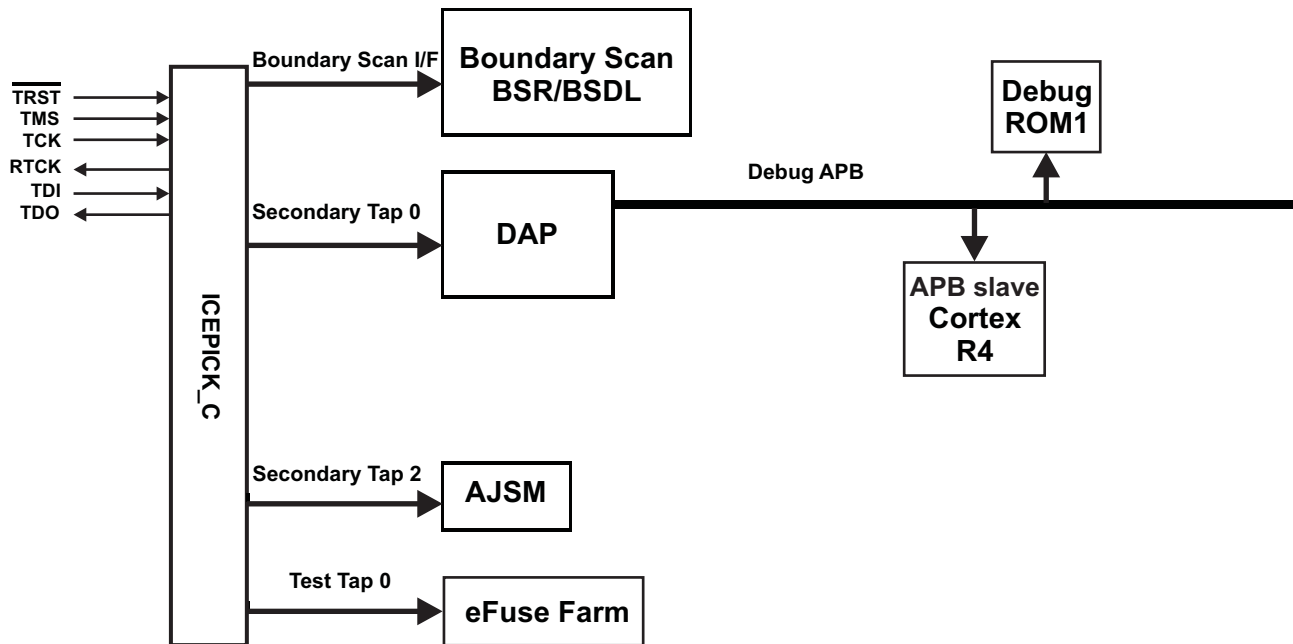 Boundary Scan I/F
Boundary Scan
BSR/BSDL
TRST
TMS
TCK
RTCK
TDI
TDO
Debug
ROM1
Debug APB
Secondary Tap 0
DAP
APB slave
Cortex
R4
ICEPICK_C
Secondary Tap 2
AJSM
Test Tap 0
eFuse Farm